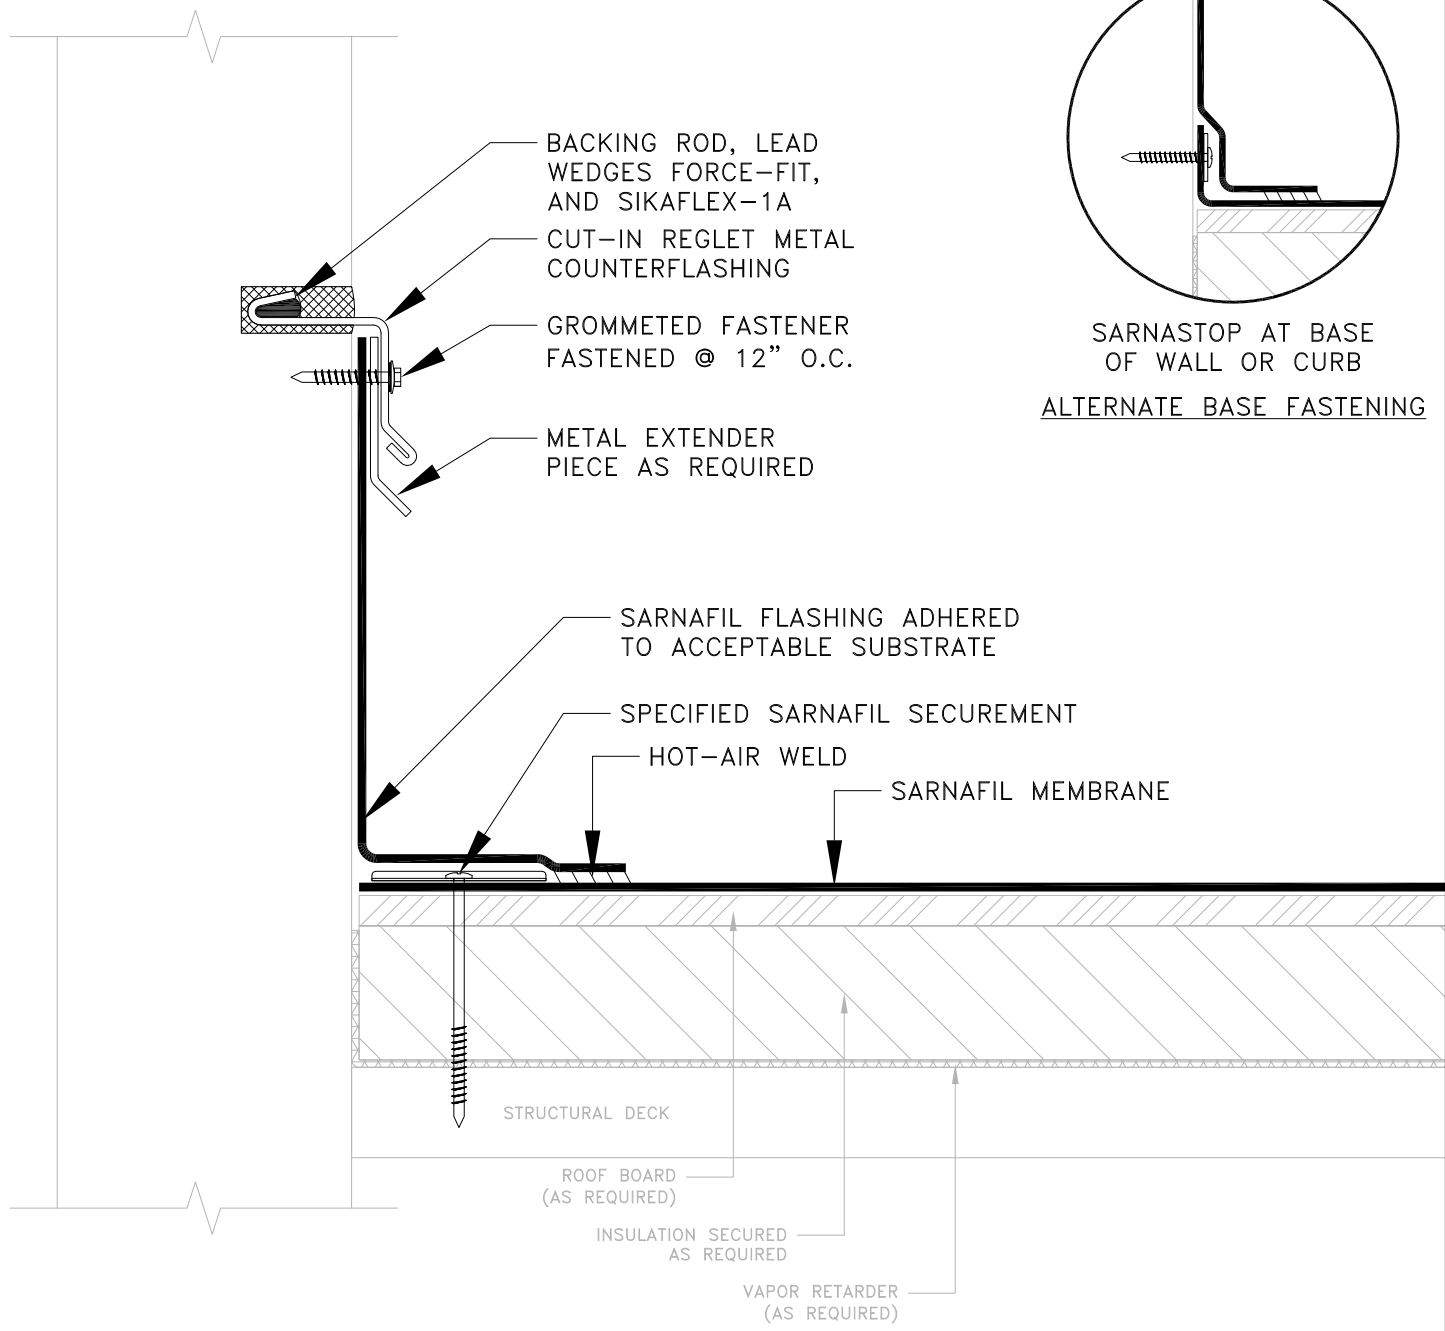 BACKING ROD, LEAD
WEDGES FORCE-FIT,
AND SIKAFLEX-1A
CUT-IN REGLET METAL
COUNTERFLASHING
GROMMETED FASTENER
FASTENED @ 12" O.C.
METAL EXTENDER
PIECE AS REQUIRED
SARNASTOP AT BASE
OF WALL OR CURB
ALTERNATE BASE FASTENING
SARNAFIL FLASHING ADHERED
TO ACCEPTABLE SUBSTRATE
SPECIFIED SARNAFIL SECUREMENT
HOT-AIR WELD
SARNAFIL MEMBRANE
STRUCTURAL DECK
ROOF BOARD
(AS REQUIRED)
INSULATION SECURED
AS REQUIRED
VAPOR RETARDER
(AS REQUIRED)